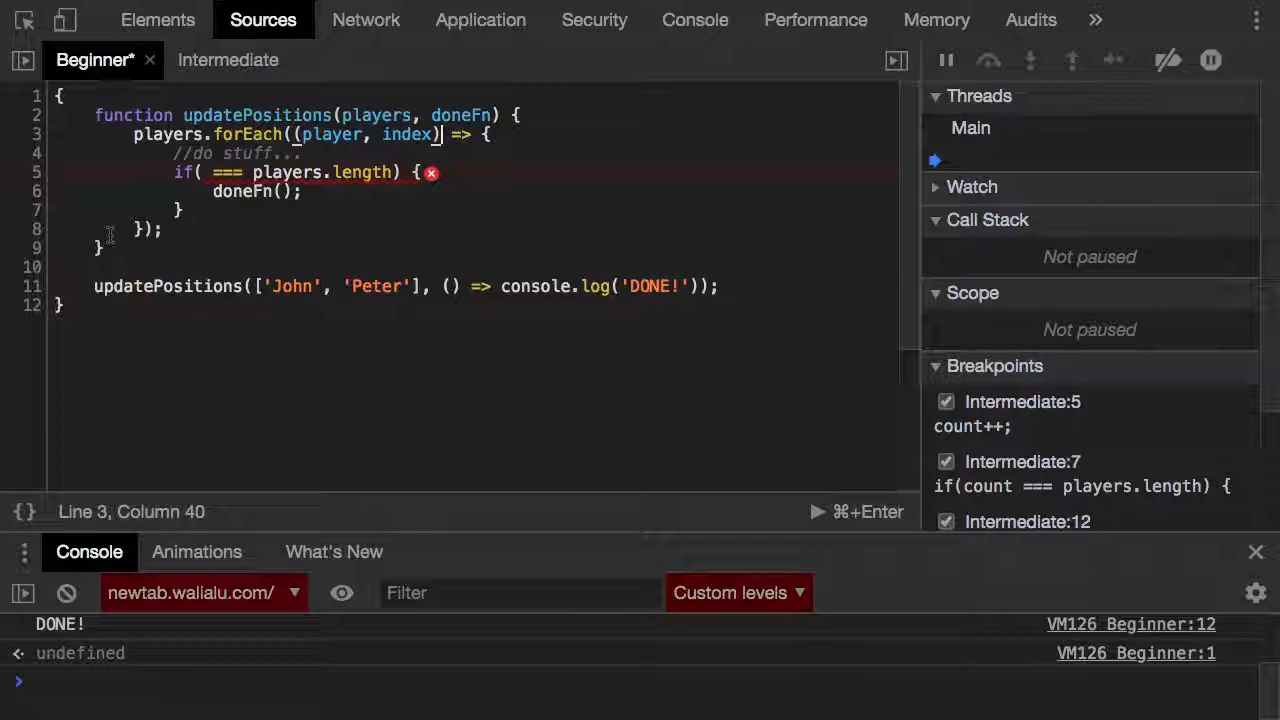 Elements Sources Network Application Security Console Performance Memory Audits »
Beginner* × Intermediate
1 {
2 function updatePositions(players, doneFn) {
3 players.forEach((player, index) => {
4 //do stuff...
5 if( === players.length) {
6 doneFn();
7 }
8 });
9 }
10
11 updatePositions(['John', 'Peter'], () => console.log('DONE!'));
12 }
{} Line 3, Column 40 ⌘+Enter
Threads
Main
Watch
Call Stack
Not paused
Scope
Not paused
Breakpoints
Intermediate:5
count++;
Intermediate:7
if(count === players.length) {
Intermediate:12
Console Animations What's New
newtab.walialu.com/ Filter Custom levels
DONE! VM126 Beginner:12
undefined VM126 Beginner:1